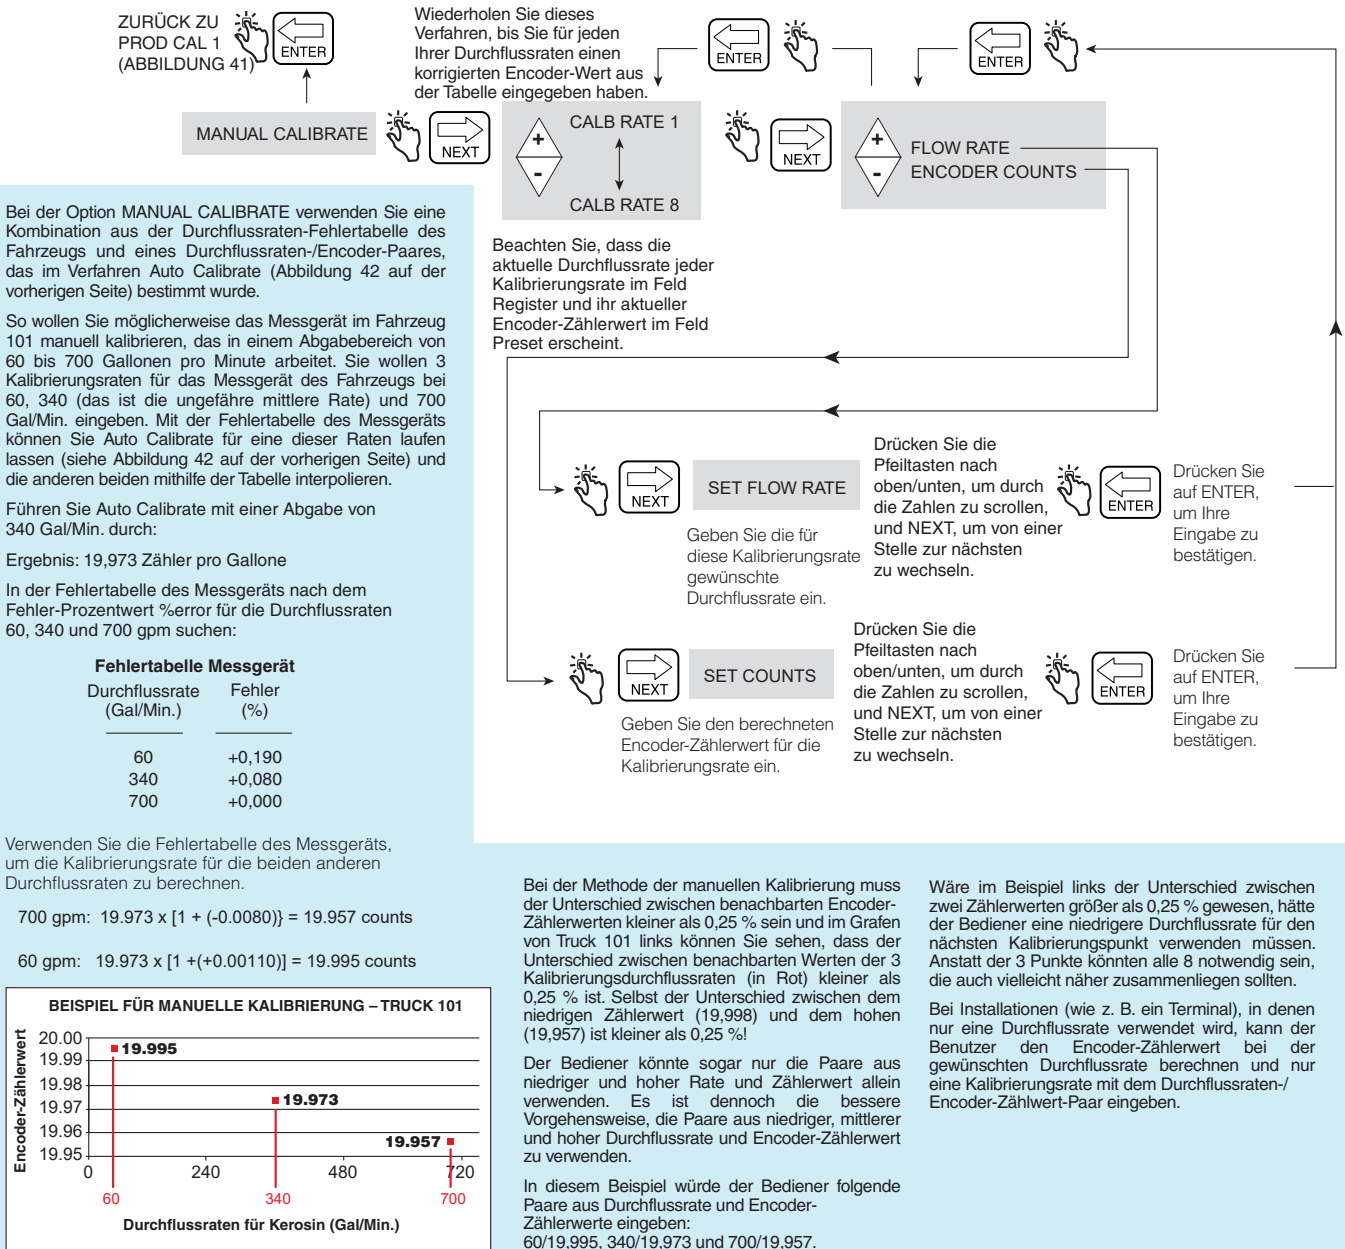 ZURÜCK ZU
PROD CAL 1
(ABBILDUNG 41)
ENTER
Wiederholen Sie dieses
Verfahren, bis Sie für jeden
Ihrer Durchflussraten einen
korrigierten Encoder-Wert aus
der Tabelle eingegeben haben.
ENTER
ENTER
MANUAL CALIBRATE
NEXT
+
-
CALB RATE 1
CALB RATE 8
NEXT
+
-
FLOW RATE
ENCODER COUNTS
Beachten Sie, dass die
aktuelle Durchflussrate jeder
Kalibrierungsrate im Feld
Register und ihr aktueller
Encoder-Zählerwert im Feld
Preset erscheint.
NEXT
SET FLOW RATE
Geben Sie die für
diese Kalibrierungsrate
gewünschte
Durchflussrate ein.
Drücken Sie die
Pfeiltasten nach
oben/unten, um durch
die Zahlen zu scrollen,
und NEXT, um von einer
Stelle zur nächsten
zu wechseln.
ENTER
Drücken Sie
auf ENTER,
um Ihre
Eingabe zu
bestätigen.
NEXT
SET COUNTS
Geben Sie den berechneten
Encoder-Zählerwert für die
Kalibrierungsrate ein.
Drücken Sie die
Pfeiltasten nach
oben/unten, um durch
die Zahlen zu scrollen,
und NEXT, um von einer
Stelle zur nächsten
zu wechseln.
ENTER
Drücken Sie
auf ENTER,
um Ihre
Eingabe zu
bestätigen.
Bei der Option MANUAL CALIBRATE verwenden Sie eine
Kombination aus der Durchflussraten-Fehlertabelle des
Fahrzeugs und eines Durchflussraten-/Encoder-Paares,
das im Verfahren Auto Calibrate (Abbildung 42 auf der
vorherigen Seite) bestimmt wurde.
So wollen Sie möglicherweise das Messgerät im Fahrzeug
101 manuell kalibrieren, das in einem Abgabebereich von
60 bis 700 Gallonen pro Minute arbeitet. Sie wollen 3
Kalibrierungsraten für das Messgerät des Fahrzeugs bei
60, 340 (das ist die ungefähre mittlere Rate) und 700
Gal/Min. eingeben. Mit der Fehlertabelle des Messgeräts
können Sie Auto Calibrate für eine dieser Raten laufen
lassen (siehe Abbildung 42 auf der vorherigen Seite) und
die anderen beiden mithilfe der Tabelle interpolieren.
Führen Sie Auto Calibrate mit einer Abgabe von
340 Gal/Min. durch:
Ergebnis: 19,973 Zähler pro Gallone
In der Fehlertabelle des Messgeräts nach dem
Fehler-Prozentwert %error für die Durchflussraten
60, 340 und 700 gpm suchen:
Fehlertabelle Messgerät
Durchflussrate Fehler
(Gal/Min.) (%)
60 +0,190
340 +0,080
700 +0,000
Verwenden Sie die Fehlertabelle des Messgeräts,
um die Kalibrierungsrate für die beiden anderen
Durchflussraten zu berechnen.
700 gpm: 19.973 x [1 + (-0.0080)} = 19.957 counts
60 gpm: 19.973 x [1 +(+0.00110)] = 19.995 counts
BEISPIEL FÜR MANUELLE KALIBRIERUNG – TRUCK 101
Encoder-Zählerwert
20.00
19.99
19.98
19.97
19.96
19.95
19.995
19.973
19.957
0 240 480 720
60 340 700
Durchflussraten für Kerosin (Gal/Min.)
Bei der Methode der manuellen Kalibrierung muss
der Unterschied zwischen benachbarten Encoder-
Zählerwerten kleiner als 0,25 % sein und im Grafen
von Truck 101 links können Sie sehen, dass der
Unterschied zwischen benachbarten Werten der 3
Kalibrierungsdurchflussraten (in Rot) kleiner als
0,25 % ist. Selbst der Unterschied zwischen dem
niedrigen Zählerwert (19,998) und dem hohen
(19,957) ist kleiner als 0,25 %!
Der Bediener könnte sogar nur die Paare aus
niedriger und hoher Rate und Zählerwert allein
verwenden. Es ist dennoch die bessere
Vorgehensweise, die Paare aus niedriger, mittlerer
und hoher Durchflussrate und Encoder-Zählerwert
zu verwenden.
In diesem Beispiel würde der Bediener folgende
Paare aus Durchflussrate und Encoder-
Zählerwerte eingeben:
60/19,995, 340/19,973 und 700/19,957.
Wäre im Beispiel links der Unterschied zwischen
zwei Zählerwerten größer als 0,25 % gewesen, hätte
der Bediener eine niedrigere Durchflussrate für den
nächsten Kalibrierungspunkt verwenden müssen.
Anstatt der 3 Punkte könnten alle 8 notwendig sein,
die auch vielleicht näher zusammenliegen sollten.
Bei Installationen (wie z. B. ein Terminal), in denen
nur eine Durchflussrate verwendet wird, kann der
Benutzer den Encoder-Zählerwert bei der
gewünschten Durchflussrate berechnen und nur
eine Kalibrierungsrate mit dem Durchflussraten-/
Encoder-Zählwert-Paar eingeben.